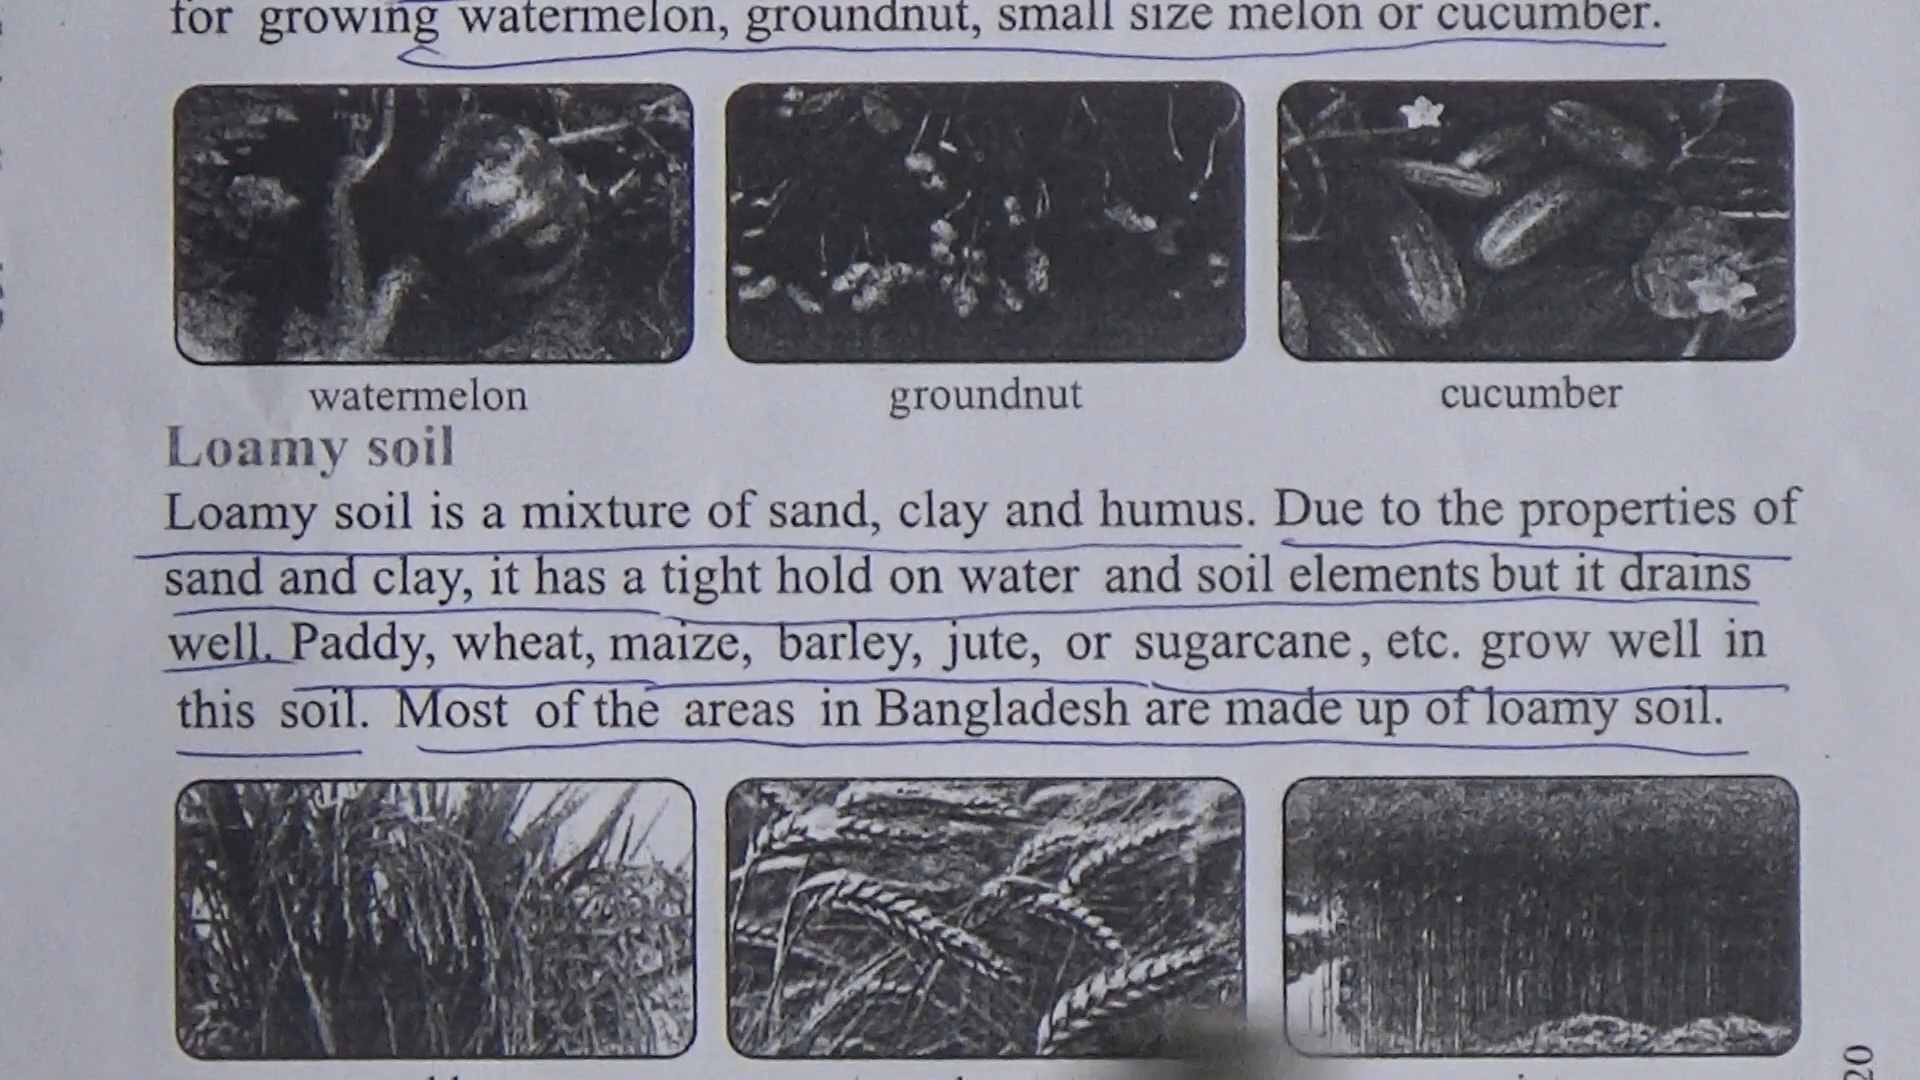 for growing watermelon, groundnut, small size melon or cucumber.
watermelon groundnut cucumber
Loamy soil
Loamy soil is a mixture of sand, clay and humus. Due to the properties of
sand and clay, it has a tight hold on water and soil elements but it drains
well. Paddy, wheat, maize, barley, jute, or sugarcane, etc. grow well in
this soil. Most of the areas in Bangladesh are made up of loamy soil.
20